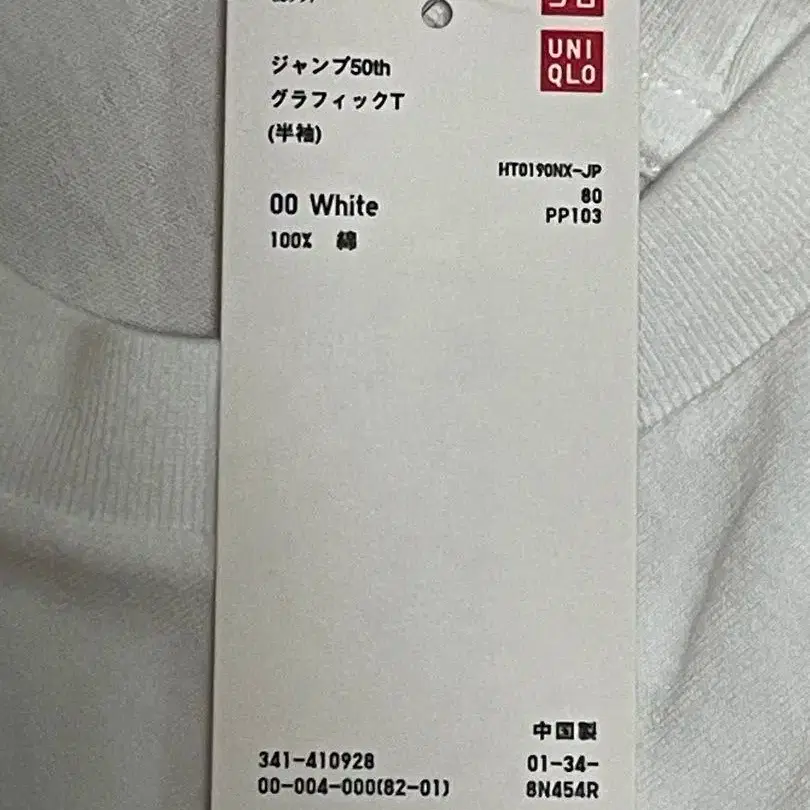 UNI
QLO
ジャンプ50th
グラフィックT
(半袖)
HT0190NX-JP
80
PP103
00 White
100% 綿
中国製
341-410928
00-004-000(82-01)
01-34-
8N454R